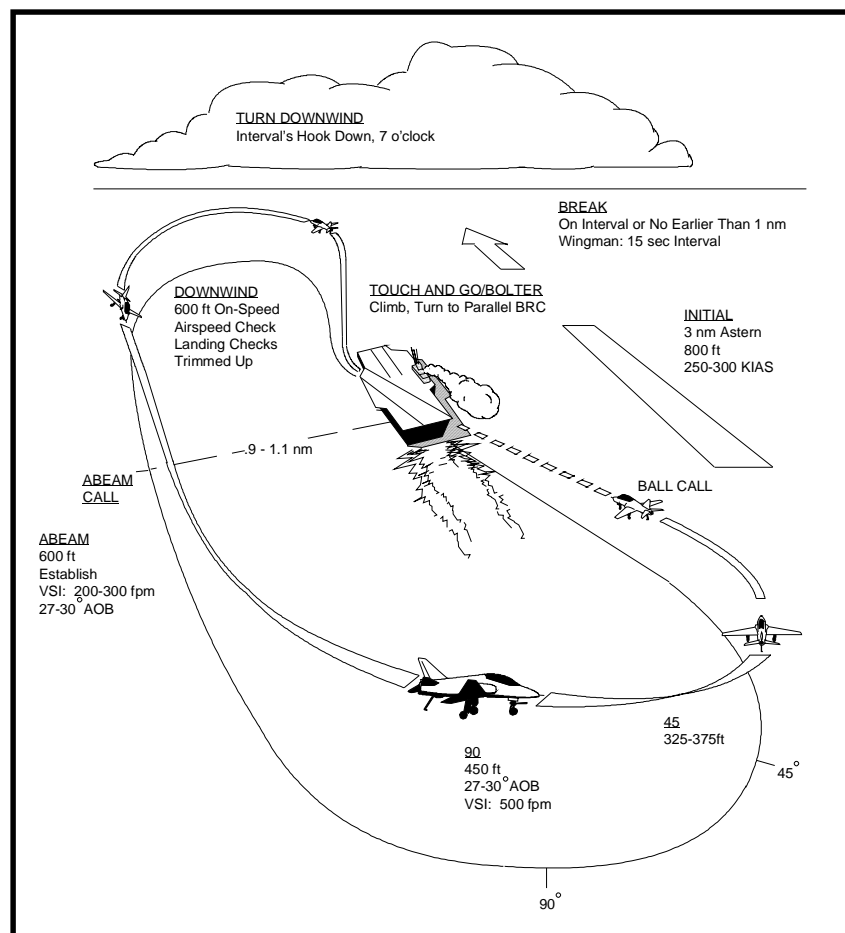 TURN DOWNWIND
Interval's Hook Down, 7 o'clock
BREAK
On Interval or No Earlier Than 1 nm
Wingman: 15 sec Interval
DOWNWIND
600 ft On-Speed
Airspeed Check
Landing Checks
Trimmed Up
TOUCH AND GO/BOLTER
Climb, Turn to Parallel BRC
INITIAL
3 nm Astern
800 ft
250-300 KIAS
.9 - 1.1 nm
ABEAM
CALL
BALL CALL
ABEAM
600 ft
Establish
VSI: 200-300 fpm
27-30° AOB
45
325-375ft
90
450 ft
27-30° AOB
VSI: 500 fpm
45°
90°